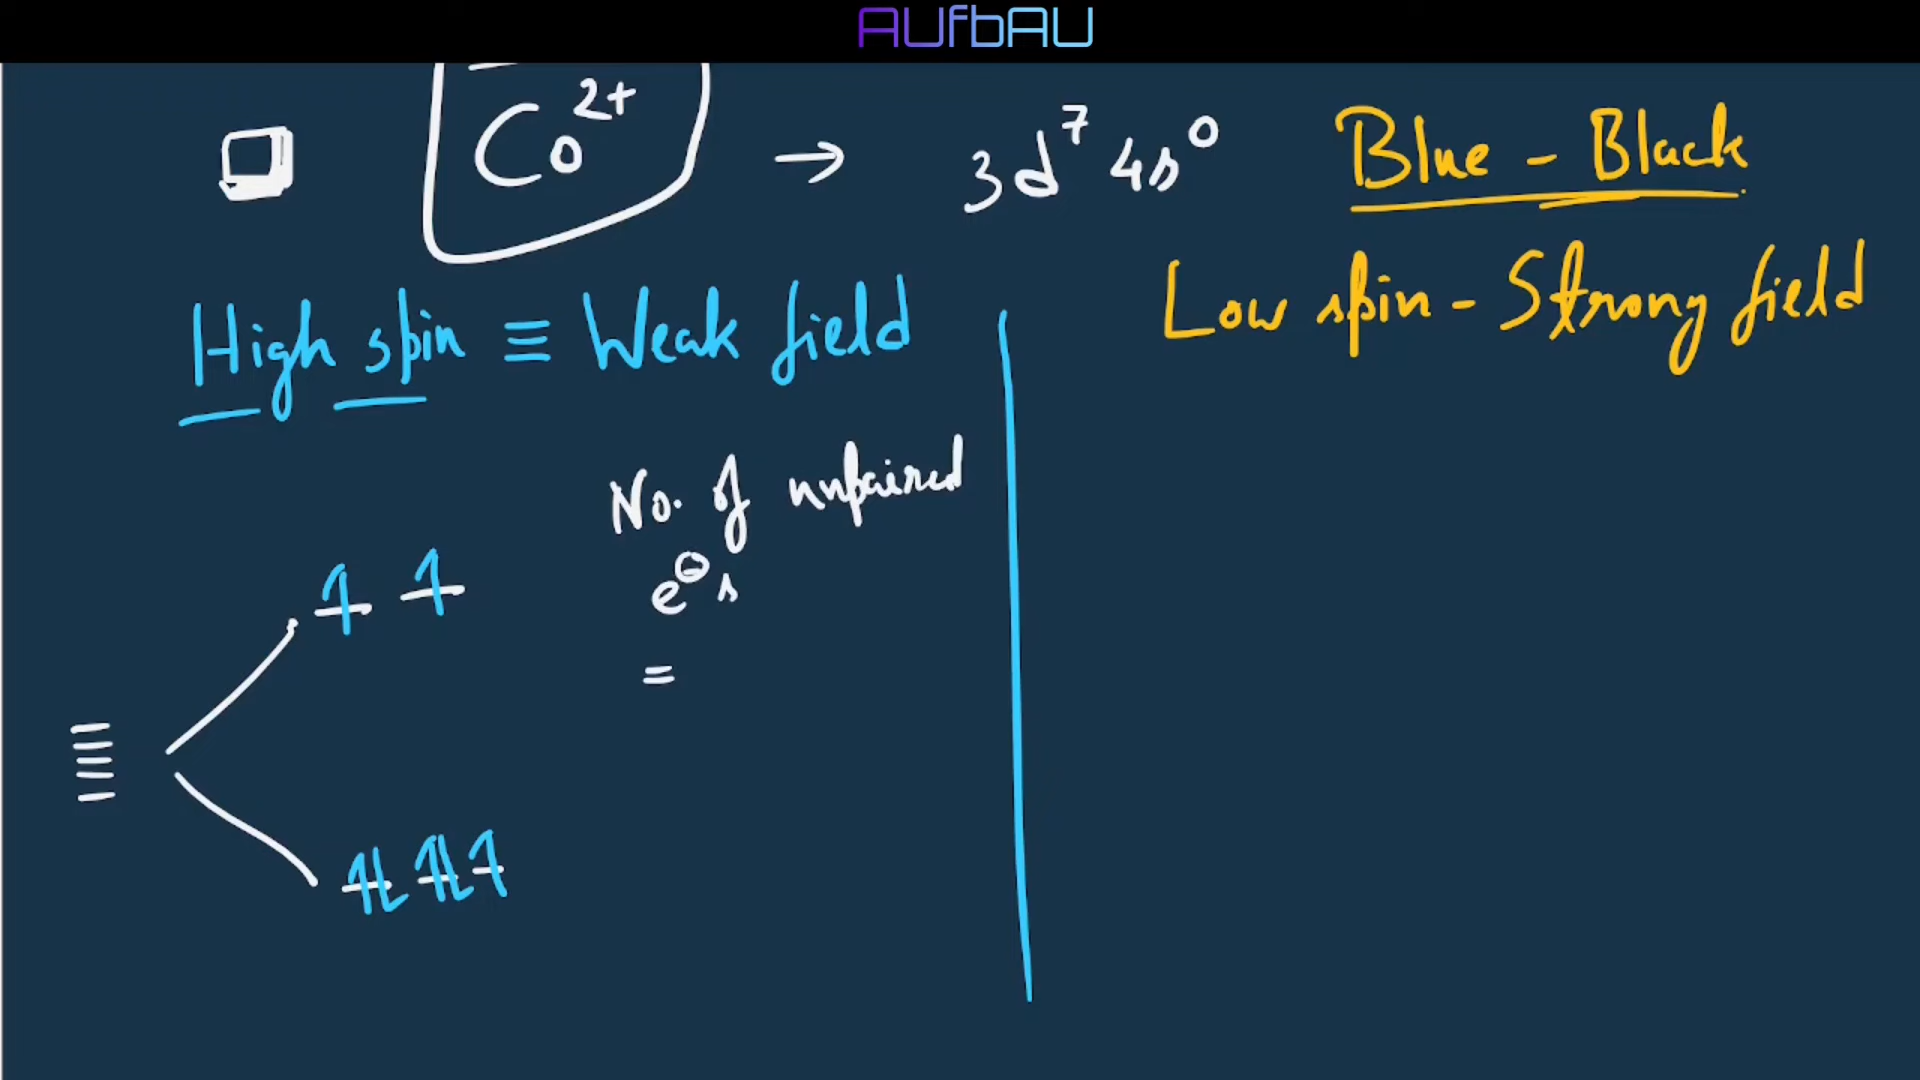 AUfbAU
Co²⁺ → 3d⁷ 4s⁰
Blue - Black
High spin ≡ Weak field
Low spin - Strong field
No. of unpaired
e⊖s
=